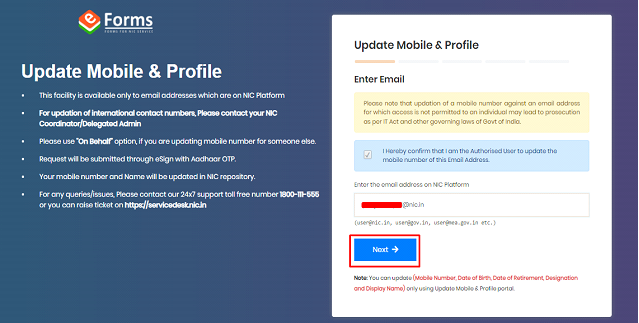 eForms
FORMS FOR NIC SERVICE
Update Mobile & Profile
This facility is available only to email addresses which are on NIC Platform
For updation of international contact numbers, Please contact your NIC
Coordinator/Delegated Admin
Please use "On Behalf" option, if you are updating mobile number for someone else.
Request will be submitted through eSign with Aadhaar OTP.
Your mobile number and Name will be updated in NIC repository.
For any queries/issues, Please contact our 24x7 support toll free number 1800-111-555
or you can raise ticket on https://servicedesk.nic.in
Update Mobile & Profile
Enter Email
Please note that updation of a mobile number against an email address
for which access is not permitted to an individual may lead to prosecution
as per IT Act and other governing laws of Govt of India.
I Hereby confirm that I am the Authorised User to update the
mobile number of this Email Address.
Enter the email address on NIC Platform
@nic.in
(user@nic.in, user@gov.in, user@mea.gov.in etc.)
Next →
Note: You can update (Mobile Number, Date of Birth, Date of Retirement, Designation
and Display Name) only using Update Mobile & Profile portal.